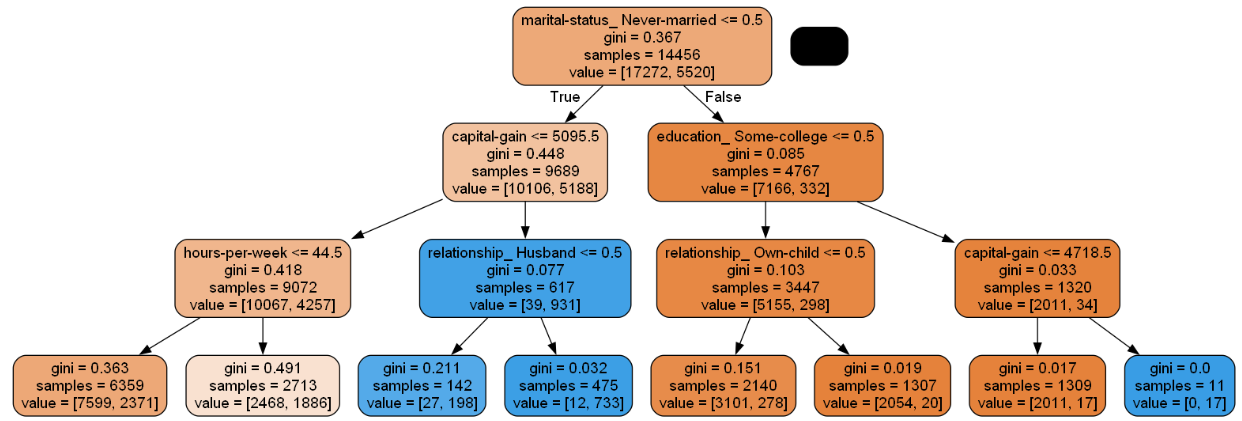 marital-status_ Never-married <= 0.5
gini = 0.367
samples = 14456
value = [17272, 5520]
True
False
capital-gain <= 5095.5
gini = 0.448
samples = 9689
value = [10106, 5188]
education_ Some-college <= 0.5
gini = 0.085
samples = 4767
value = [7166, 332]
hours-per-week <= 44.5
gini = 0.418
samples = 9072
value = [10067, 4257]
relationship_ Husband <= 0.5
gini = 0.077
samples = 617
value = [39, 931]
relationship_ Own-child <= 0.5
gini = 0.103
samples = 3447
value = [5155, 298]
capital-gain <= 4718.5
gini = 0.033
samples = 1320
value = [2011, 34]
gini = 0.363
samples = 6359
value = [7599, 2371]
gini = 0.491
samples = 2713
value = [2468, 1886]
gini = 0.211
samples = 142
value = [27, 198]
gini = 0.032
samples = 475
value = [12, 733]
gini = 0.151
samples = 2140
value = [3101, 278]
gini = 0.019
samples = 1307
value = [2054, 20]
gini = 0.017
samples = 1309
value = [2011, 17]
gini = 0.0
samples = 11
value = [0, 17]